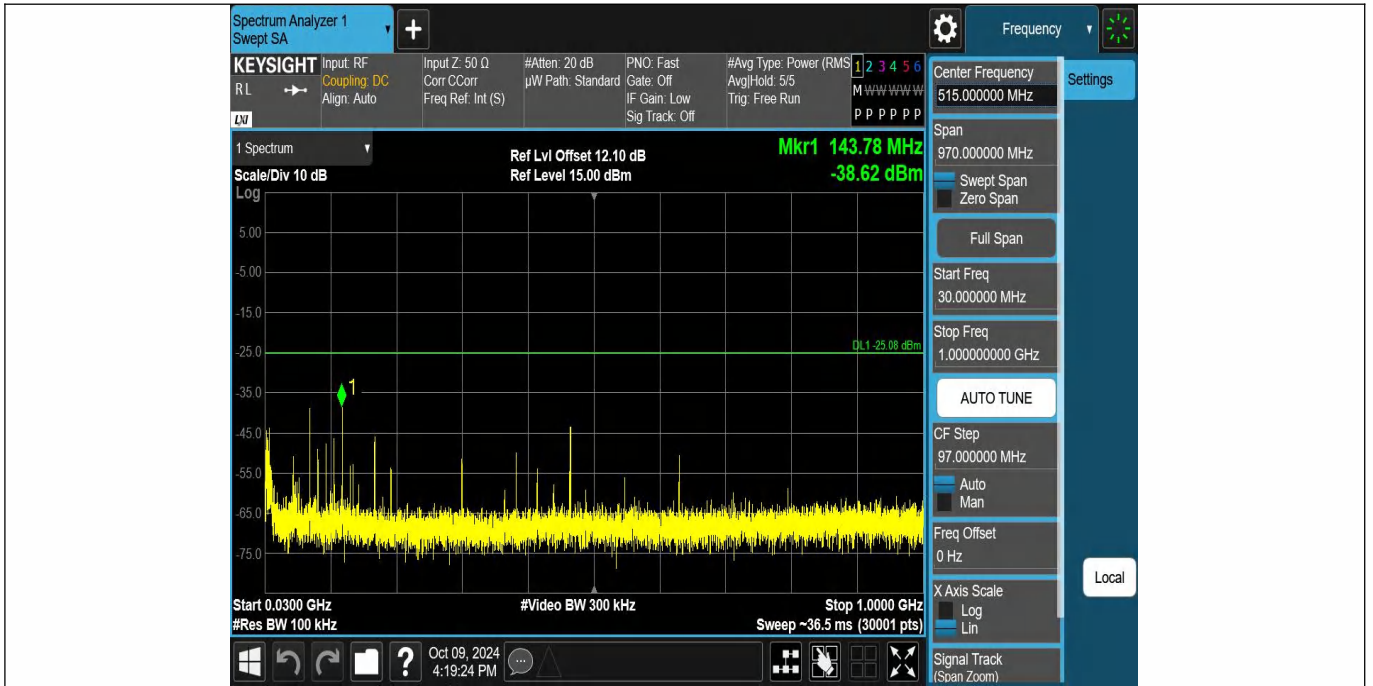 Spectrum Analyzer 1
Swept SA
+
Frequency
KEYSIGHT
RL
LXI
Input: RF
Coupling: DC
Align: Auto
Input Z: 50 Ω
Corr CCorr
Freq Ref: Int (S)
#Atten: 20 dB
µW Path: Standard
PNO: Fast
Gate: Off
IF Gain: Low
Sig Track: Off
#Avg Type: Power (RMS
Avg|Hold: 5/5
Trig: Free Run
1 2 3 4 5 6
M W W W W W
P P P P P P
Center Frequency
515.000000 MHz
Settings
1 Spectrum
Scale/Div 10 dB
Ref Lvl Offset 12.10 dB
Ref Level 15.00 dBm
Mkr1 143.78 MHz
-38.62 dBm
Log
5.00
-5.00
-15.0
-25.0
-35.0
-45.0
-55.0
-65.0
-75.0
DL1 -25.08 dBm
1
Start 0.0300 GHz
#Res BW 100 kHz
#Video BW 300 kHz
Stop 1.0000 GHz
Sweep ~36.5 ms (30001 pts)
Span
970.000000 MHz
Swept Span
Zero Span
Full Span
Start Freq
30.000000 MHz
Stop Freq
1.000000000 GHz
AUTO TUNE
CF Step
97.000000 MHz
Auto
Man
Freq Offset
0 Hz
X Axis Scale
Log
Lin
Signal Track
(Span Zoom)
Local
?
Oct 09, 2024
4:19:24 PM